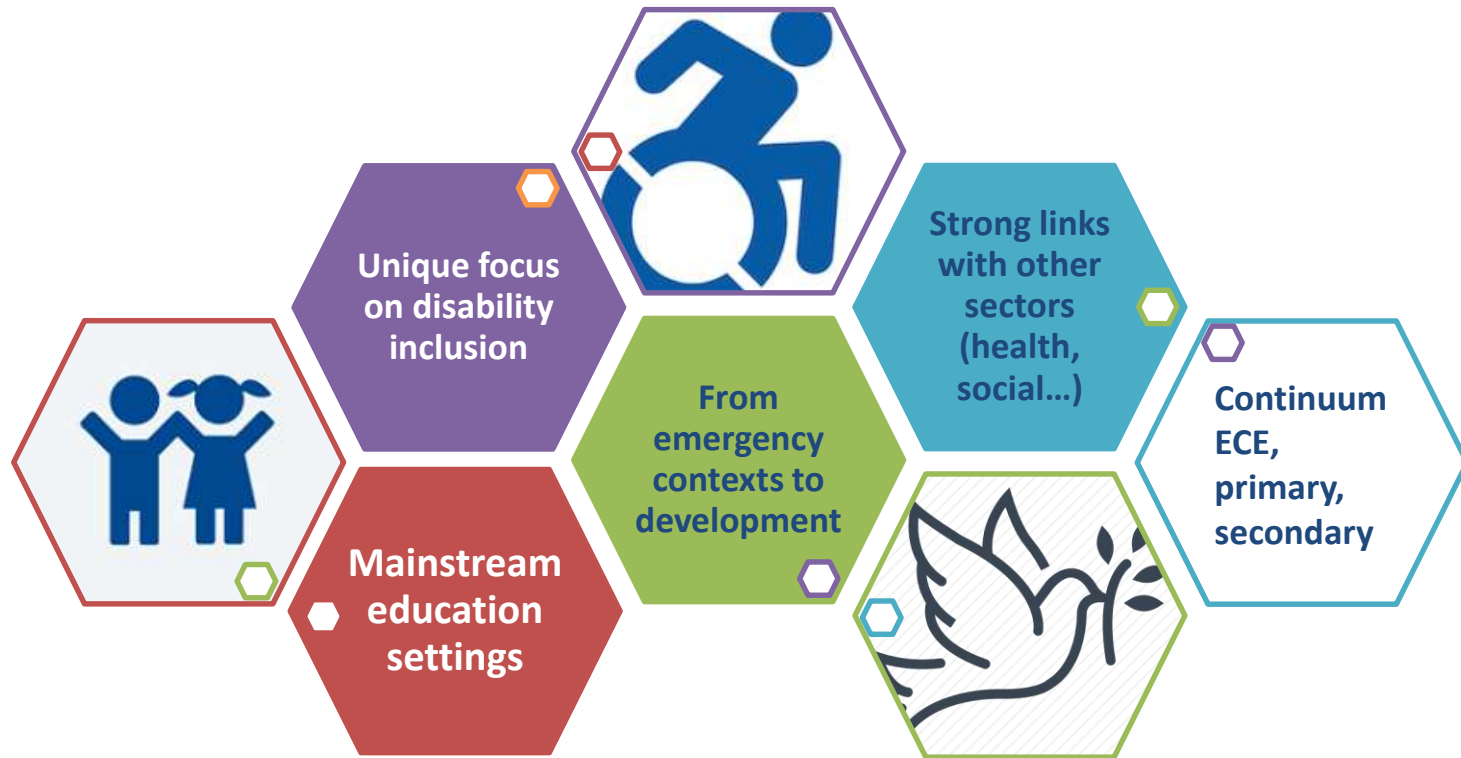 Unique focus
on disability
inclusion
Strong links
with other
sectors
(health,
social…)
From
emergency
contexts to
development
Continuum
ECE,
primary,
secondary
Mainstream
education
settings